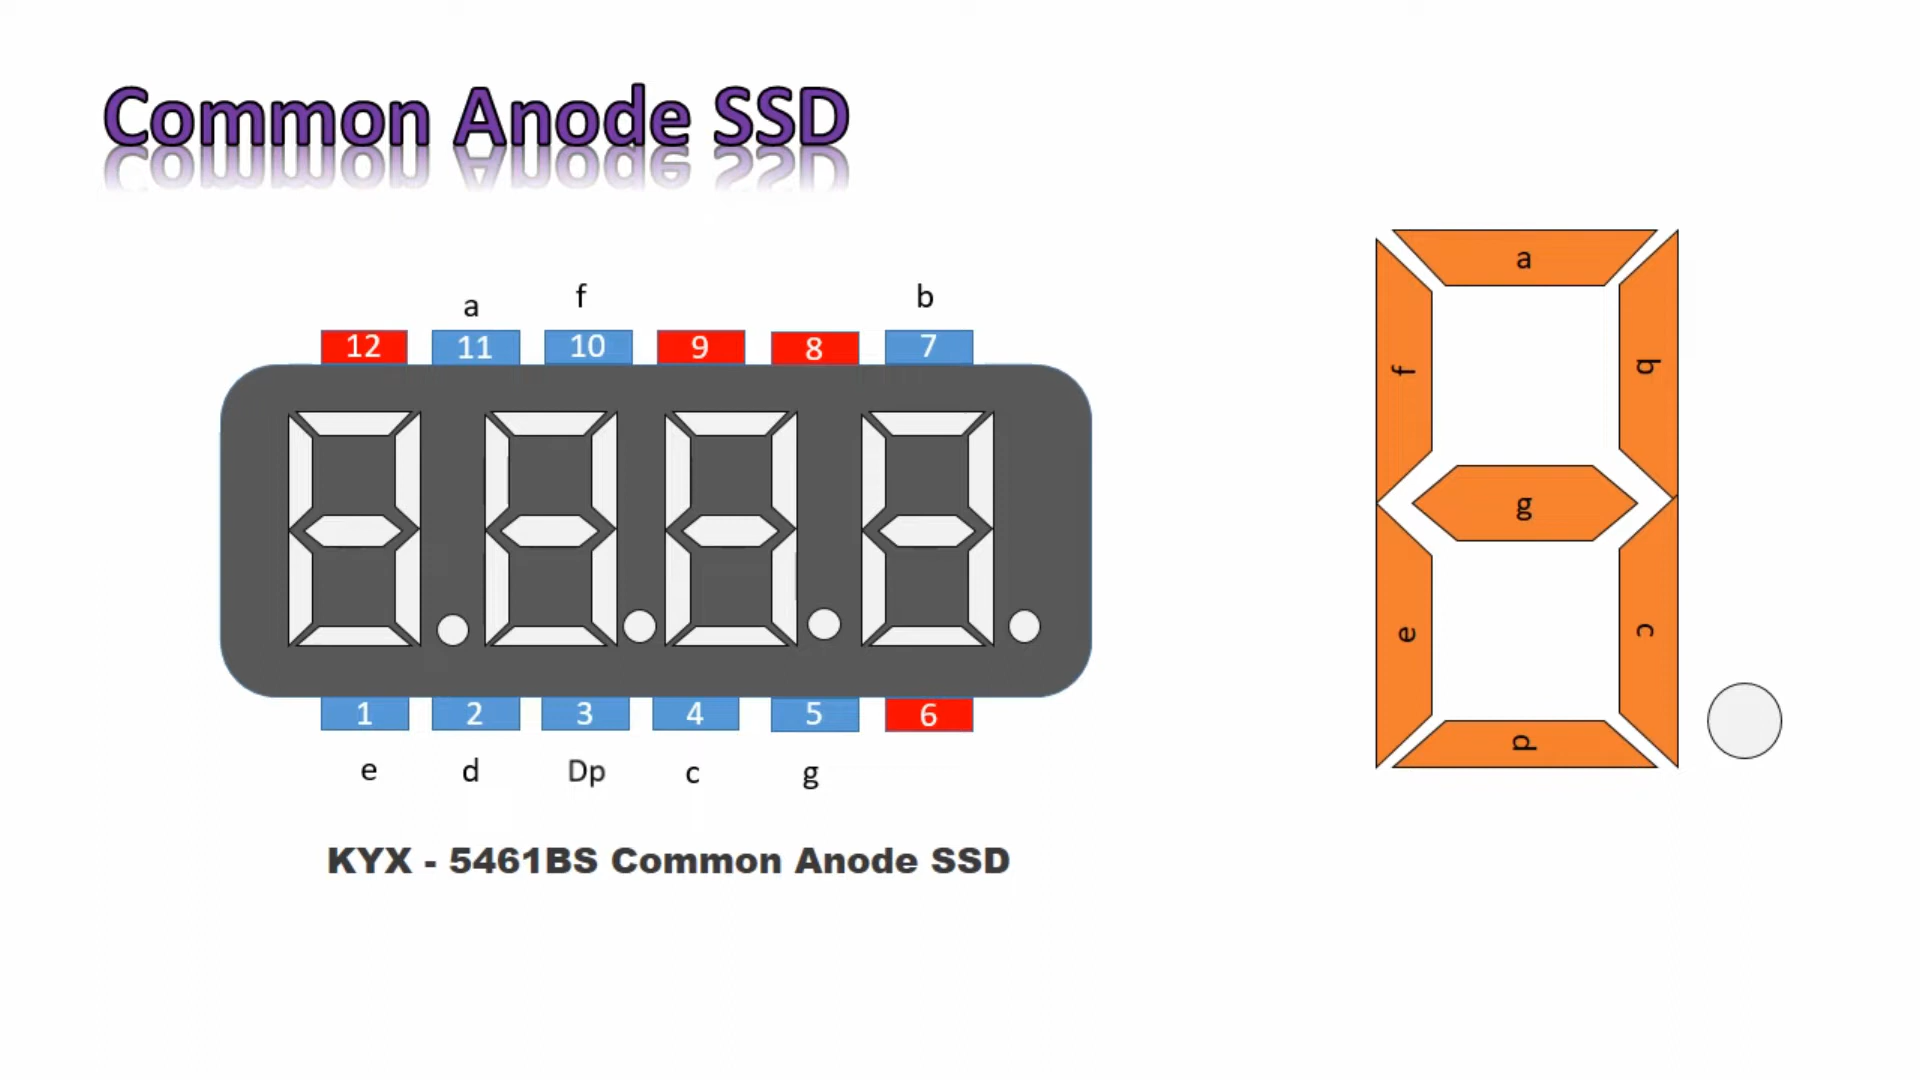 Common Anode SSD
a f b
12 11 10 9 8 7
1 2 3 4 5 6
e d Dp c g
KYX - 5461BS Common Anode SSD
a
f b
g
e c
d